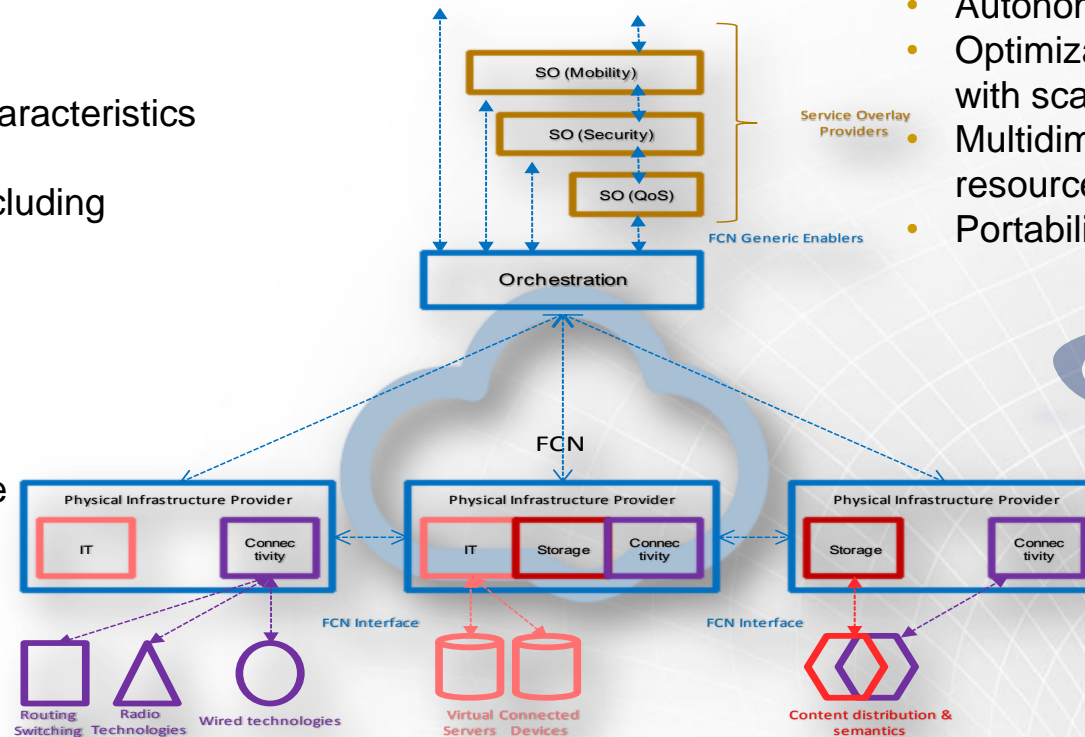 aracteristics
cluding
e
SO (Mobility)
SO (Security)
SO (QoS)
Service Overlay
Providers
FCN Generic Enablers
Orchestration
Optimiza
with sca
Multidim
resource
Portabili
FCN
Physical Infrastructure Provider
IT
Connec
tivity
Physical Infrastructure Provider
IT
Storage
Connec
tivity
Physical Infrastructure Provider
Storage
Connec
tivity
FCN Interface
FCN Interface
Routing
Switching
Radio
Technologies
Wired technologies
Virtual
Servers
Connected
Devices
Content distribution &
semantics